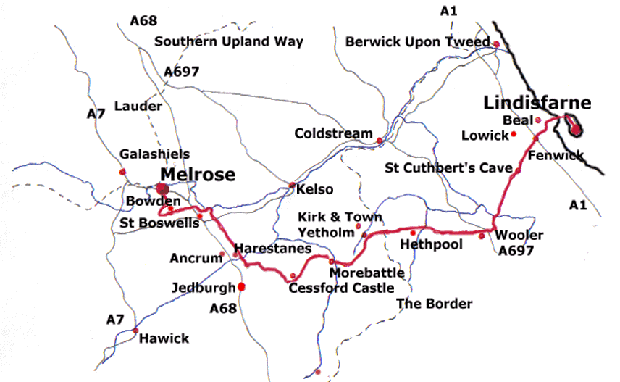 A68
A1
Southern Upland Way
Berwick Upon Tweed
A697
A7
Lauder
Lindisfarne
Beal
Coldstream
Lowick
Galashiels
Fenwick
Melrose
St Cuthbert's Cave
Kelso
Bowden
A1
St Boswells
Kirk & Town
Yetholm
Harestanes
Hethpool
Wooler
A697
Ancrum
Morebattle
Cessford Castle
Jedburgh
The Border
A68
A7
Hawick